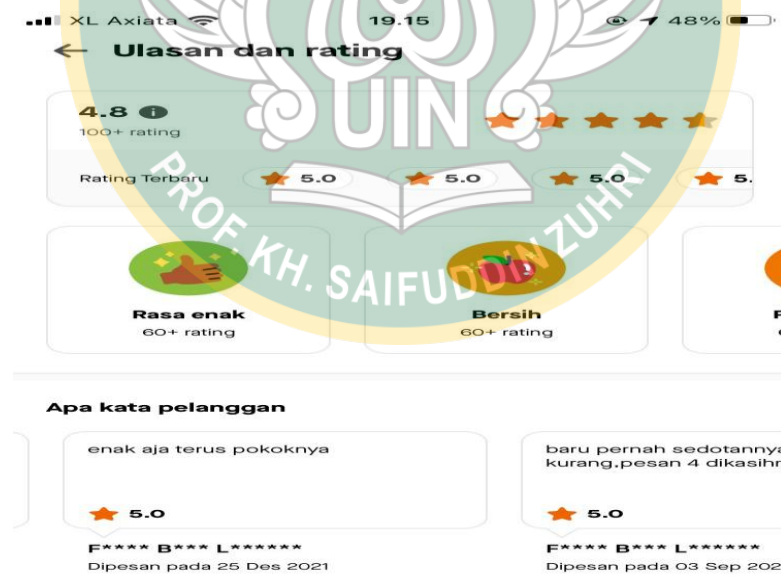 XL Axiata 19.15 48%
← Ulasan dan rating
4.8
100+ rating
Rating Terbaru 5.0 5.0 5.0 5.
UIN
PROF. KH. SAIFUDDIN ZUHRI
Rasa enak
60+ rating
Bersih
60+ rating
Apa kata pelanggan
enak aja terus pokoknya
5.0
F**** B*** L******
Dipesan pada 25 Des 2021
baru pernah sedotannya
kurang,pesan 4 dikasihn
5.0
F**** B*** L******
Dipesan pada 03 Sep 202